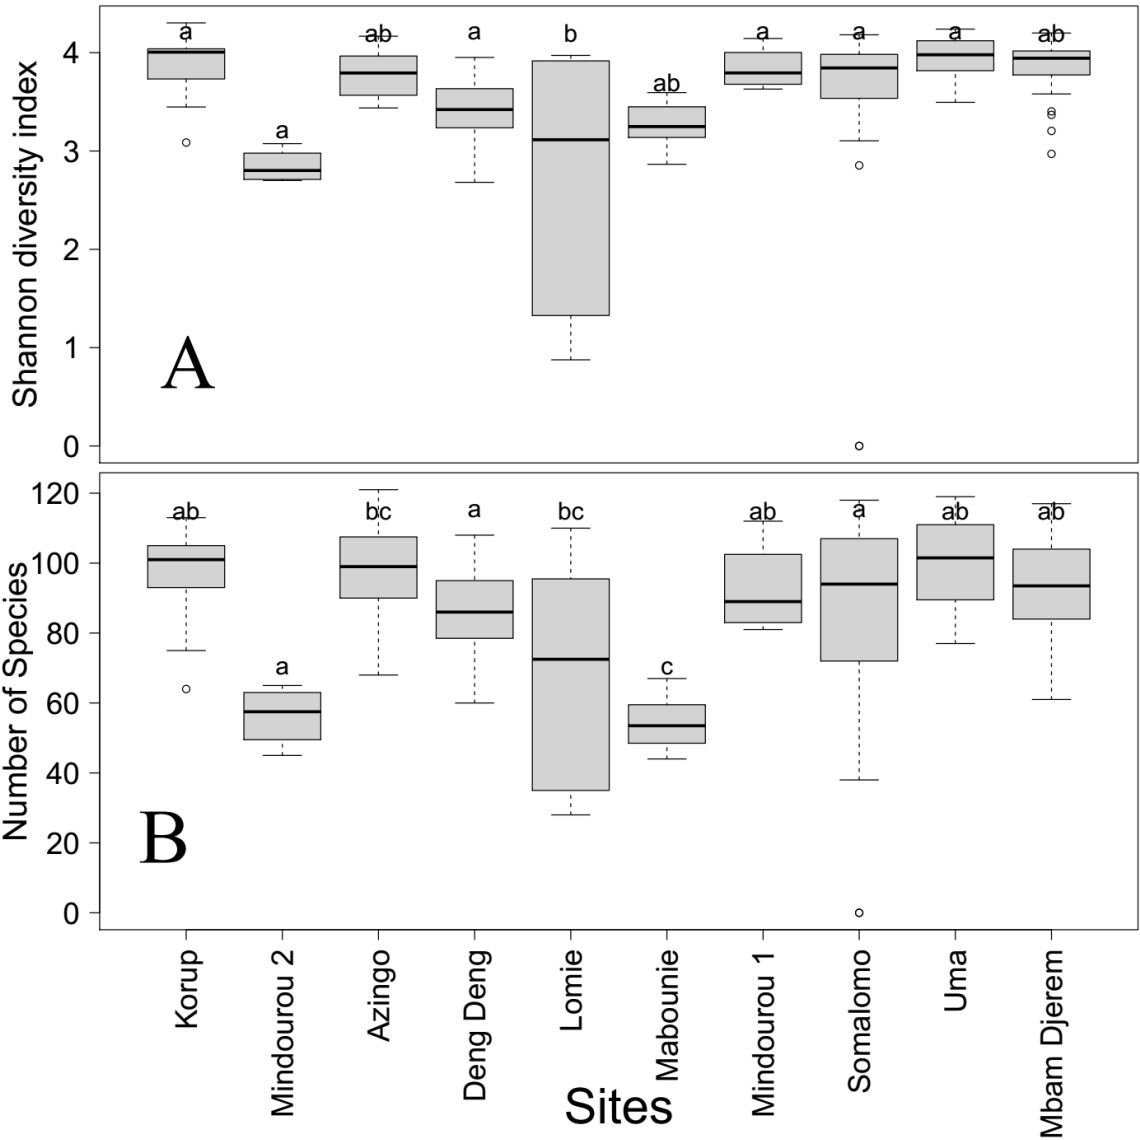 Shannon diversity index
4
3
2
1
0
a
a
ab
a
b
ab
a
a
a
ab
A
Number of Species
120
100
80
60
40
20
0
ab
a
bc
a
bc
c
ab
a
ab
ab
B
Korup
Mindourou 2
Azingo
Deng Deng
Lomie
Mabounie
Mindourou 1
Somalomo
Uma
Mbam Djerem
Sites